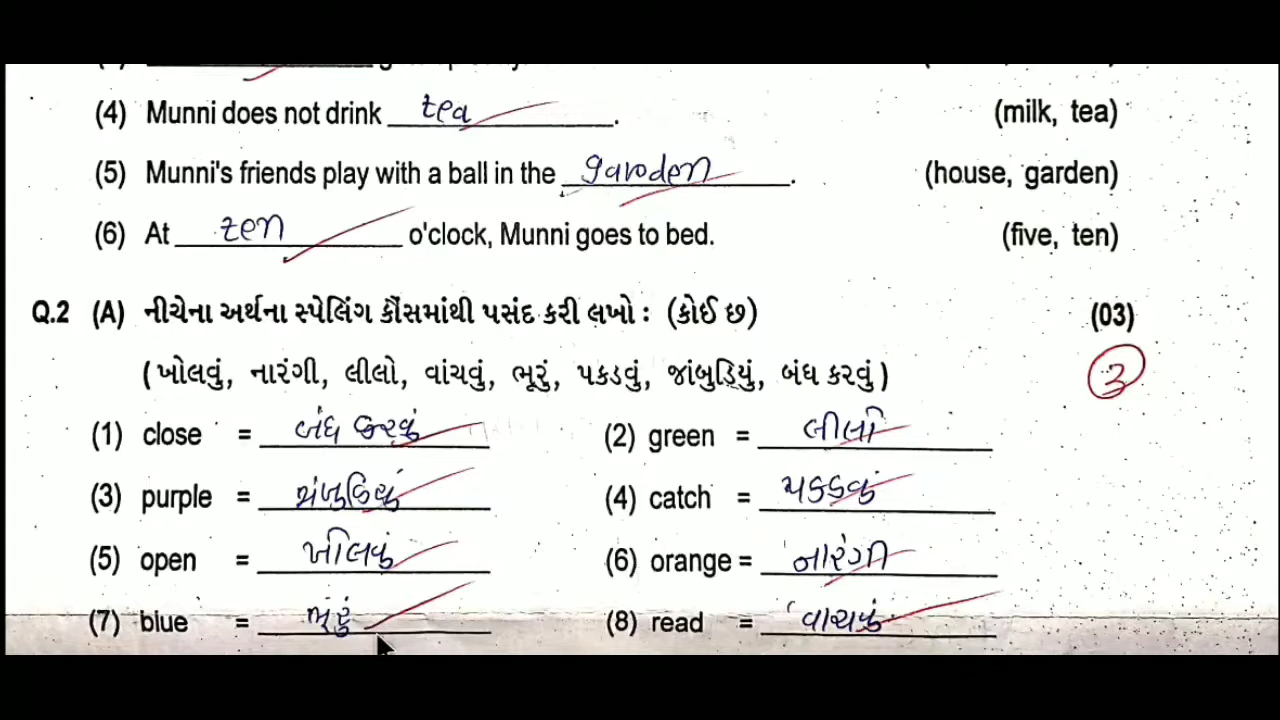 (4) Munni does not drink tea. (milk, tea)
(5) Munni's friends play with a ball in the garoden. (house, garden)
(6) At ten o'clock, Munni goes to bed. (five, ten)
Q.2 (A) નીચેના અર્થના સ્પેલિંગ કૌંસમાંથી પસંદ કરી લખો : (કોઈ છ) (03)
(ખોલવું, નારંગી, લીલો, વાંચવું, ભૂરું, પકડવું, જાંબુડિયું, બંધ કરવું) 3
(1) close = બંધ કરવું (2) green = લીલો
(3) purple = જાંબુડિયું (4) catch = પકડવું
(5) open = ખોલવું (6) orange = નારંગી
(7) blue = ભૂરું (8) read = વાચવું